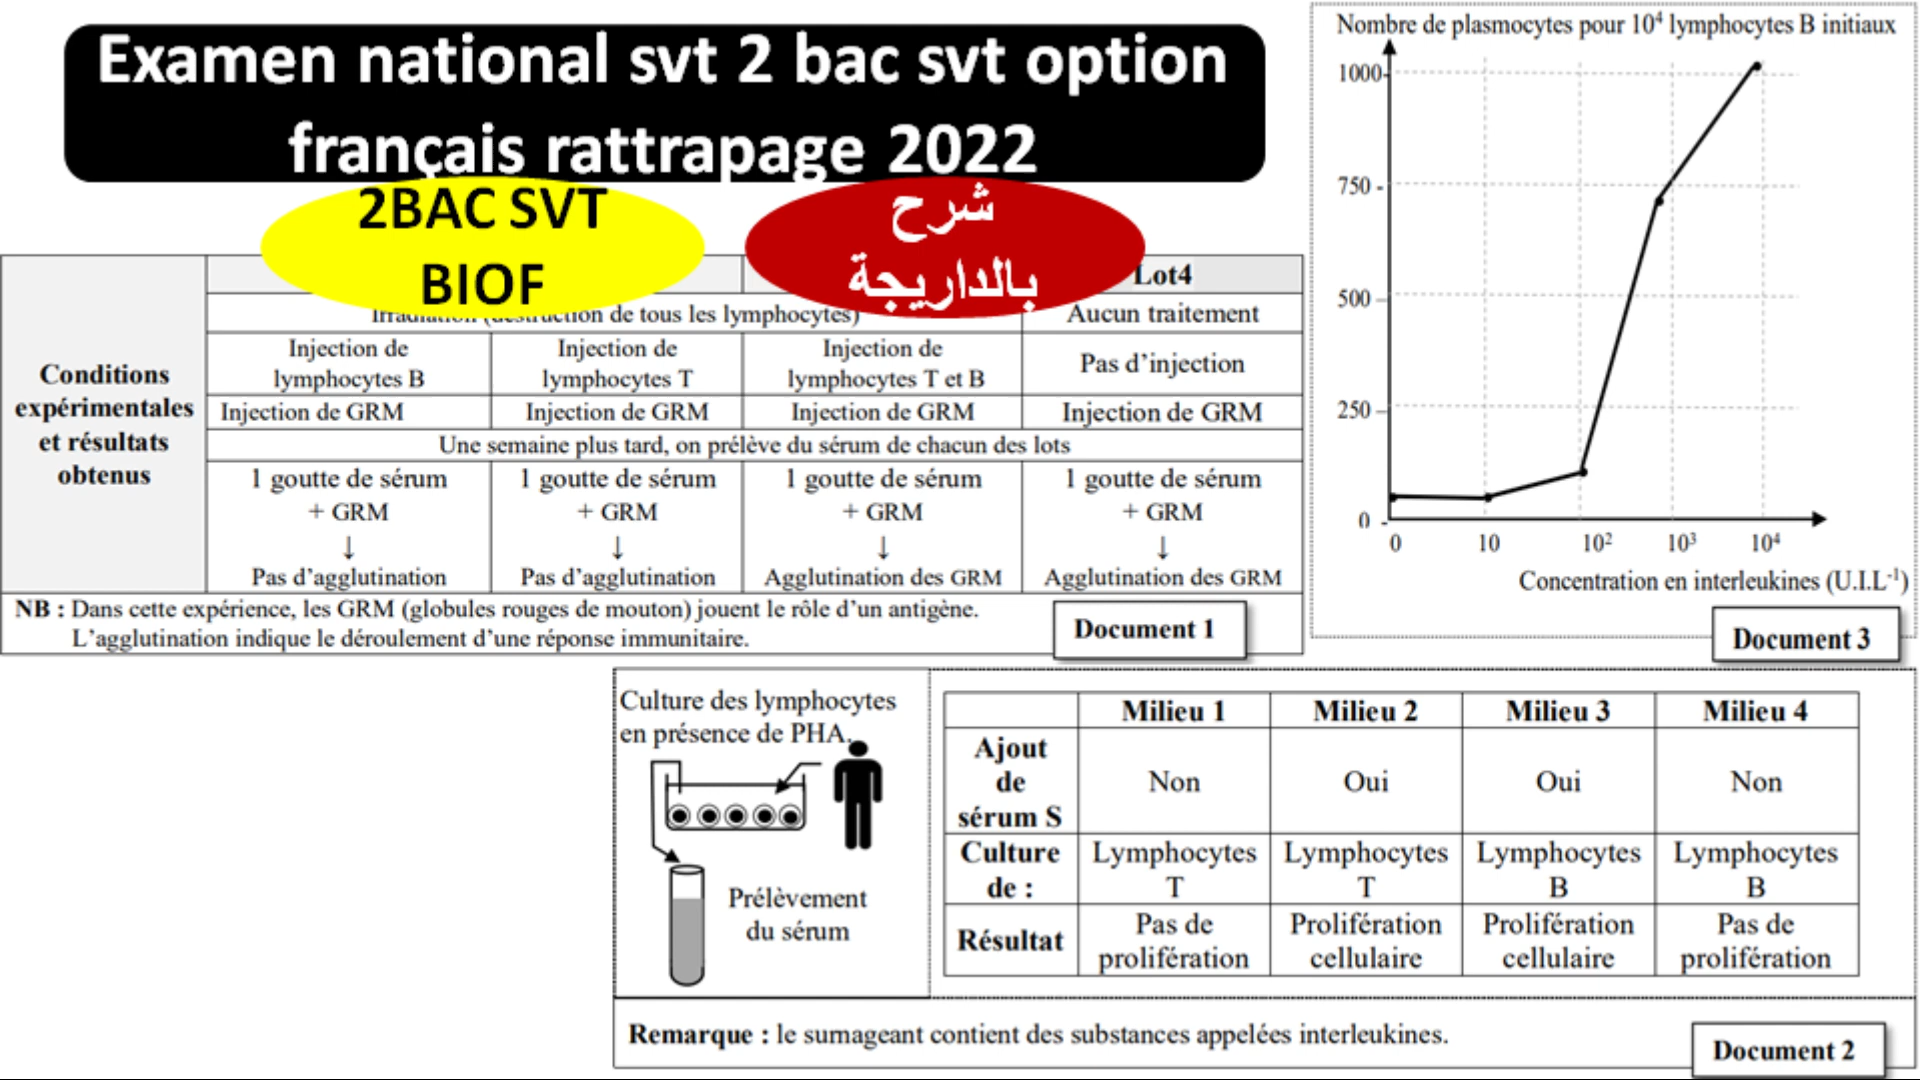 Examen national svt 2 bac svt option
français rattrapage 2022
2BAC SVT
BIOF
شرح
بالداريجة
Lot4
Irradiation (destruction de tous les lymphocytes)
Aucun traitement
Conditions
expérimentales
et résultats
obtenus
Injection de
lymphocytes B
Injection de
lymphocytes T
Injection de
lymphocytes T et B
Pas d’injection
Injection de GRM
Injection de GRM
Injection de GRM
Injection de GRM
Une semaine plus tard, on prélève du sérum de chacun des lots
1 goutte de sérum
+ GRM
↓
Pas d’agglutination
1 goutte de sérum
+ GRM
↓
Pas d’agglutination
1 goutte de sérum
+ GRM
↓
Agglutination des GRM
1 goutte de sérum
+ GRM
↓
Agglutination des GRM
NB : Dans cette expérience, les GRM (globules rouges de mouton) jouent le rôle d’un antigène.
L’agglutination indique le déroulement d’une réponse immunitaire.
Document 1
Nombre de plasmocytes pour 10⁴ lymphocytes B initiaux
1000
750
500
250
0
0 10 10² 10³ 10⁴
Concentration en interleukines (U.I.L⁻¹)
Document 3
Culture des lymphocytes
en présence de PHA.
Prélèvement
du sérum
Milieu 1 Milieu 2 Milieu 3 Milieu 4
Ajout
de
sérum S
Non Oui Oui Non
Culture
de :
Lymphocytes
T
Lymphocytes
T
Lymphocytes
B
Lymphocytes
B
Résultat
Pas de
prolifération
Prolifération
cellulaire
Prolifération
cellulaire
Pas de
prolifération
Remarque : le surnageant contient des substances appelées interleukines.
Document 2